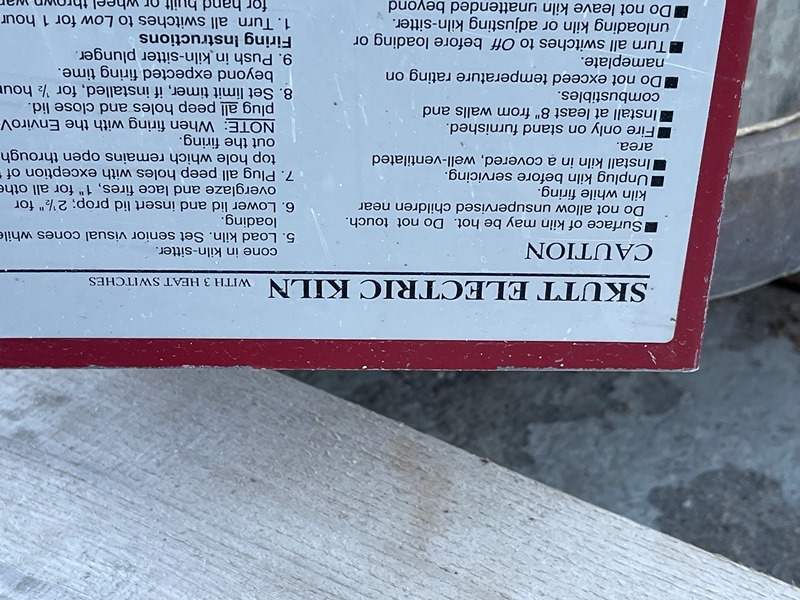 SKUTT ELECTRIC KILN WITH 3 HEAT SWITCHES
CAUTION
■ Surface of kiln may be hot. Do not touch.
Do not allow unsupervised children near
kiln while firing.
■ Unplug kiln before servicing.
■ Install kiln in a covered, well-ventilated
area.
■ Fire only on stand furnished.
■ Install at least 8" from walls and
combustibles.
■ Do not exceed temperature rating on
nameplate.
■ Turn all switches to Off before loading or
unloading or adjusting kiln-sitter.
■ Do not leave kiln unattended beyond
cone in kiln-sitter.
5. Load kiln. Set senior visual cones while
loading.
6. Lower lid and insert lid prop; 2½" for
overglaze and lace fires, 1" for all othe
7. Plug all peep holes with exception of
top hole which remains open through
out the firing.
NOTE: When firing with the EnviroV
plug all peep holes and close lid.
8. Set limit timer, if installed, for ½ hour
beyond expected firing time.
9. Push in kiln-sitter plunger.
Firing Instructions
1. Turn all switches to Low for 1 hour
for hand built or wheel thrown war